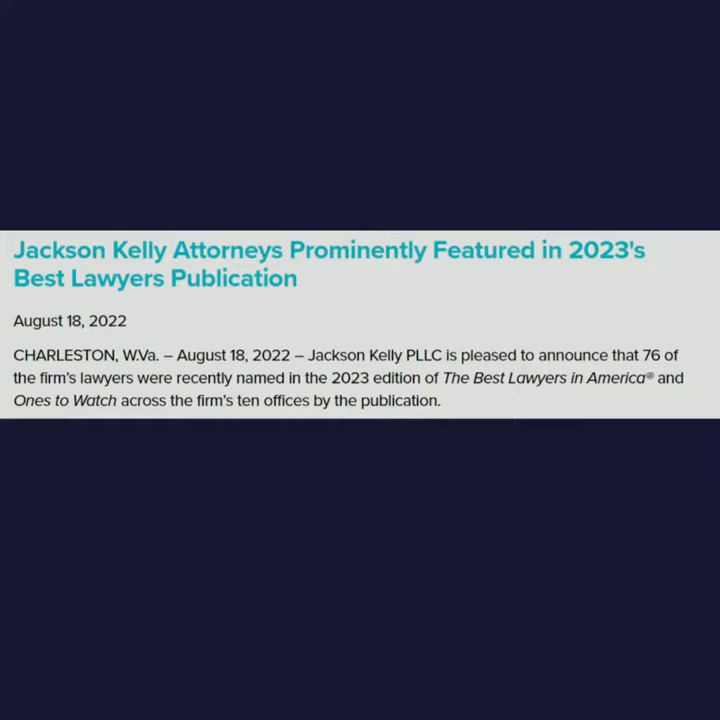 Jackson Kelly Attorneys Prominently Featured in 2023's
Best Lawyers Publication
August 18, 2022
CHARLESTON, W.Va. – August 18, 2022 – Jackson Kelly PLLC is pleased to announce that 76 of
the firm's lawyers were recently named in the 2023 edition of The Best Lawyers in America® and
Ones to Watch across the firm's ten offices by the publication.